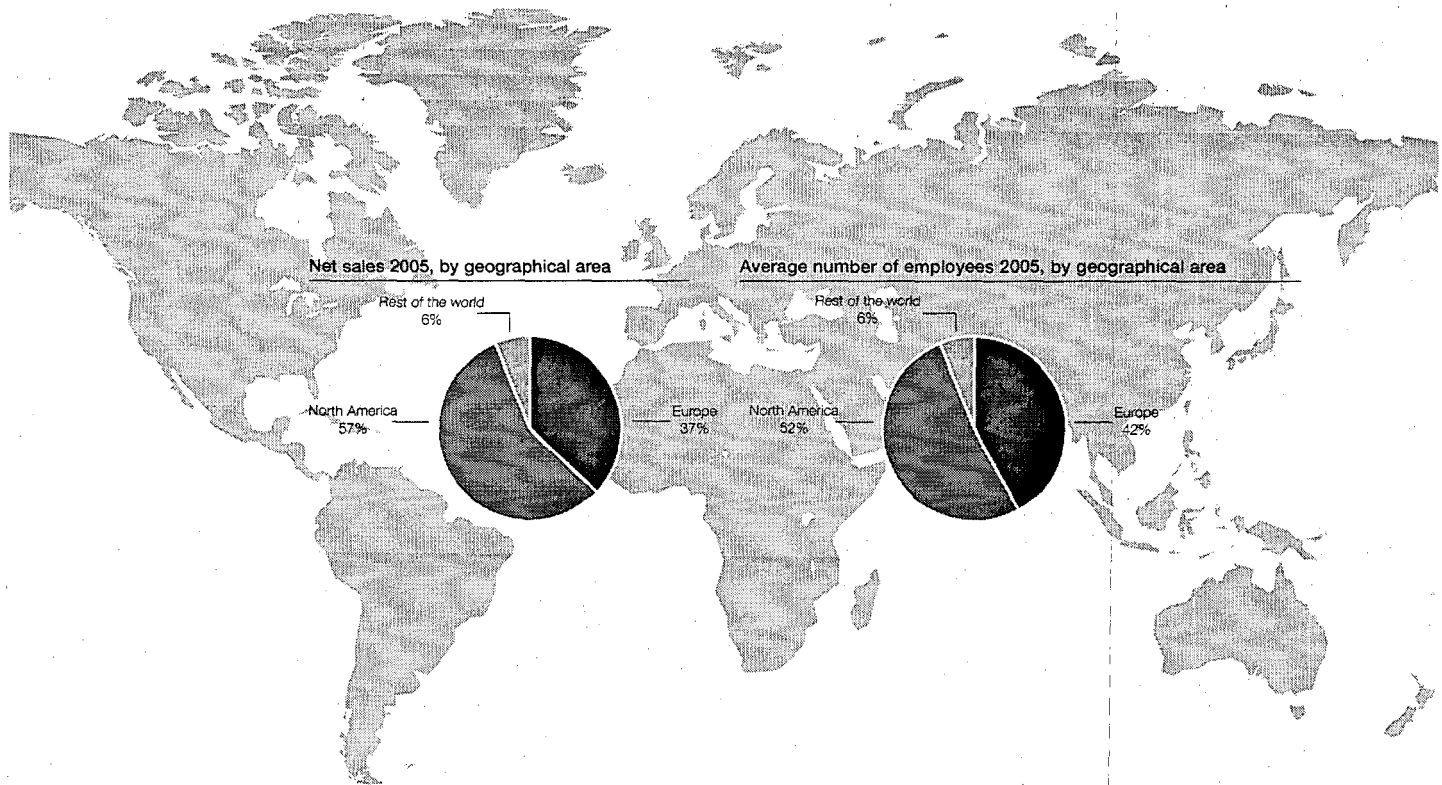 Net sales 2005, by geographical area
Rest of the world
6%
North America
57%
Europe
37%
Average number of employees 2005, by geographical area
Rest of the world
6%
North America
52%
Europe
42%